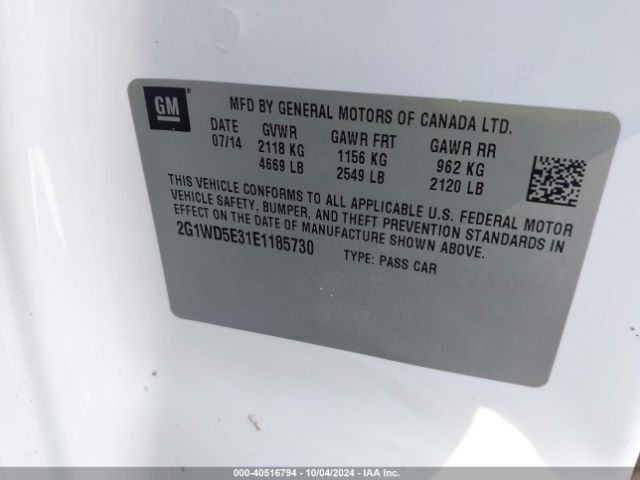 GM ®
MFD BY GENERAL MOTORS OF CANADA LTD.
DATE GVWR GAWR FRT GAWR RR
07/14 2118 KG 1156 KG 962 KG
4669 LB 2549 LB 2120 LB
THIS VEHICLE CONFORMS TO ALL APPLICABLE U.S. FEDERAL MOTOR
VEHICLE SAFETY, BUMPER, AND THEFT PREVENTION STANDARDS IN
EFFECT ON THE DATE OF MANUFACTURE SHOWN ABOVE.
2G1WD5E31E1185730 TYPE: PASS CAR
000-40516794 - 10/04/2024 - IAA Inc.